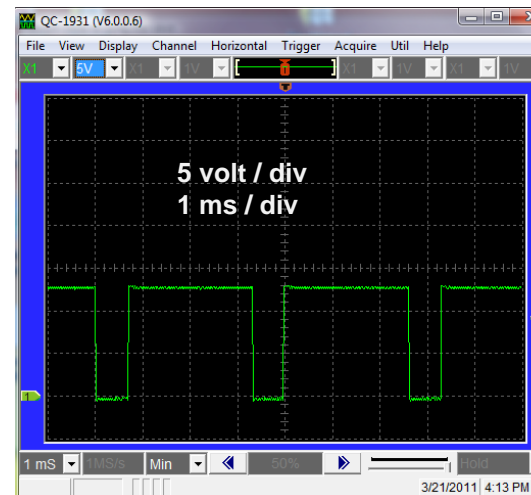 QC-1931 (V6.0.0.6)
File View Display Channel Horizontal Trigger Acquire Util Help
X1 5V X1 1V X1 1V X1 1V
5 volt / div
1 ms / div
1
1 mS 1MS/s Min 50% Hold
3/21/2011 4:13 PM